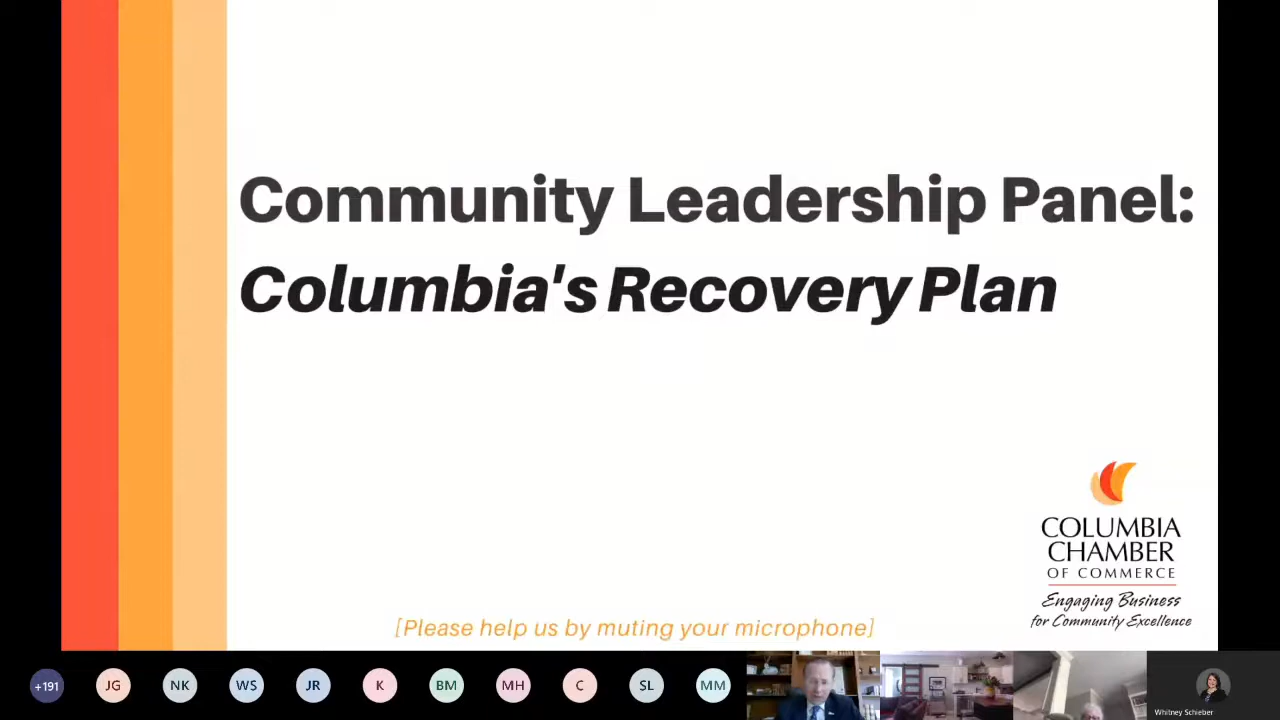 Community Leadership Panel:
Columbia's Recovery Plan
COLUMBIA
CHAMBER
OF COMMERCE
Engaging Business
for Community Excellence
[Please help us by muting your microphone]
+191
JG
NK
WS
JR
K
BM
MH
C
SL
MM
Whitney Schieber